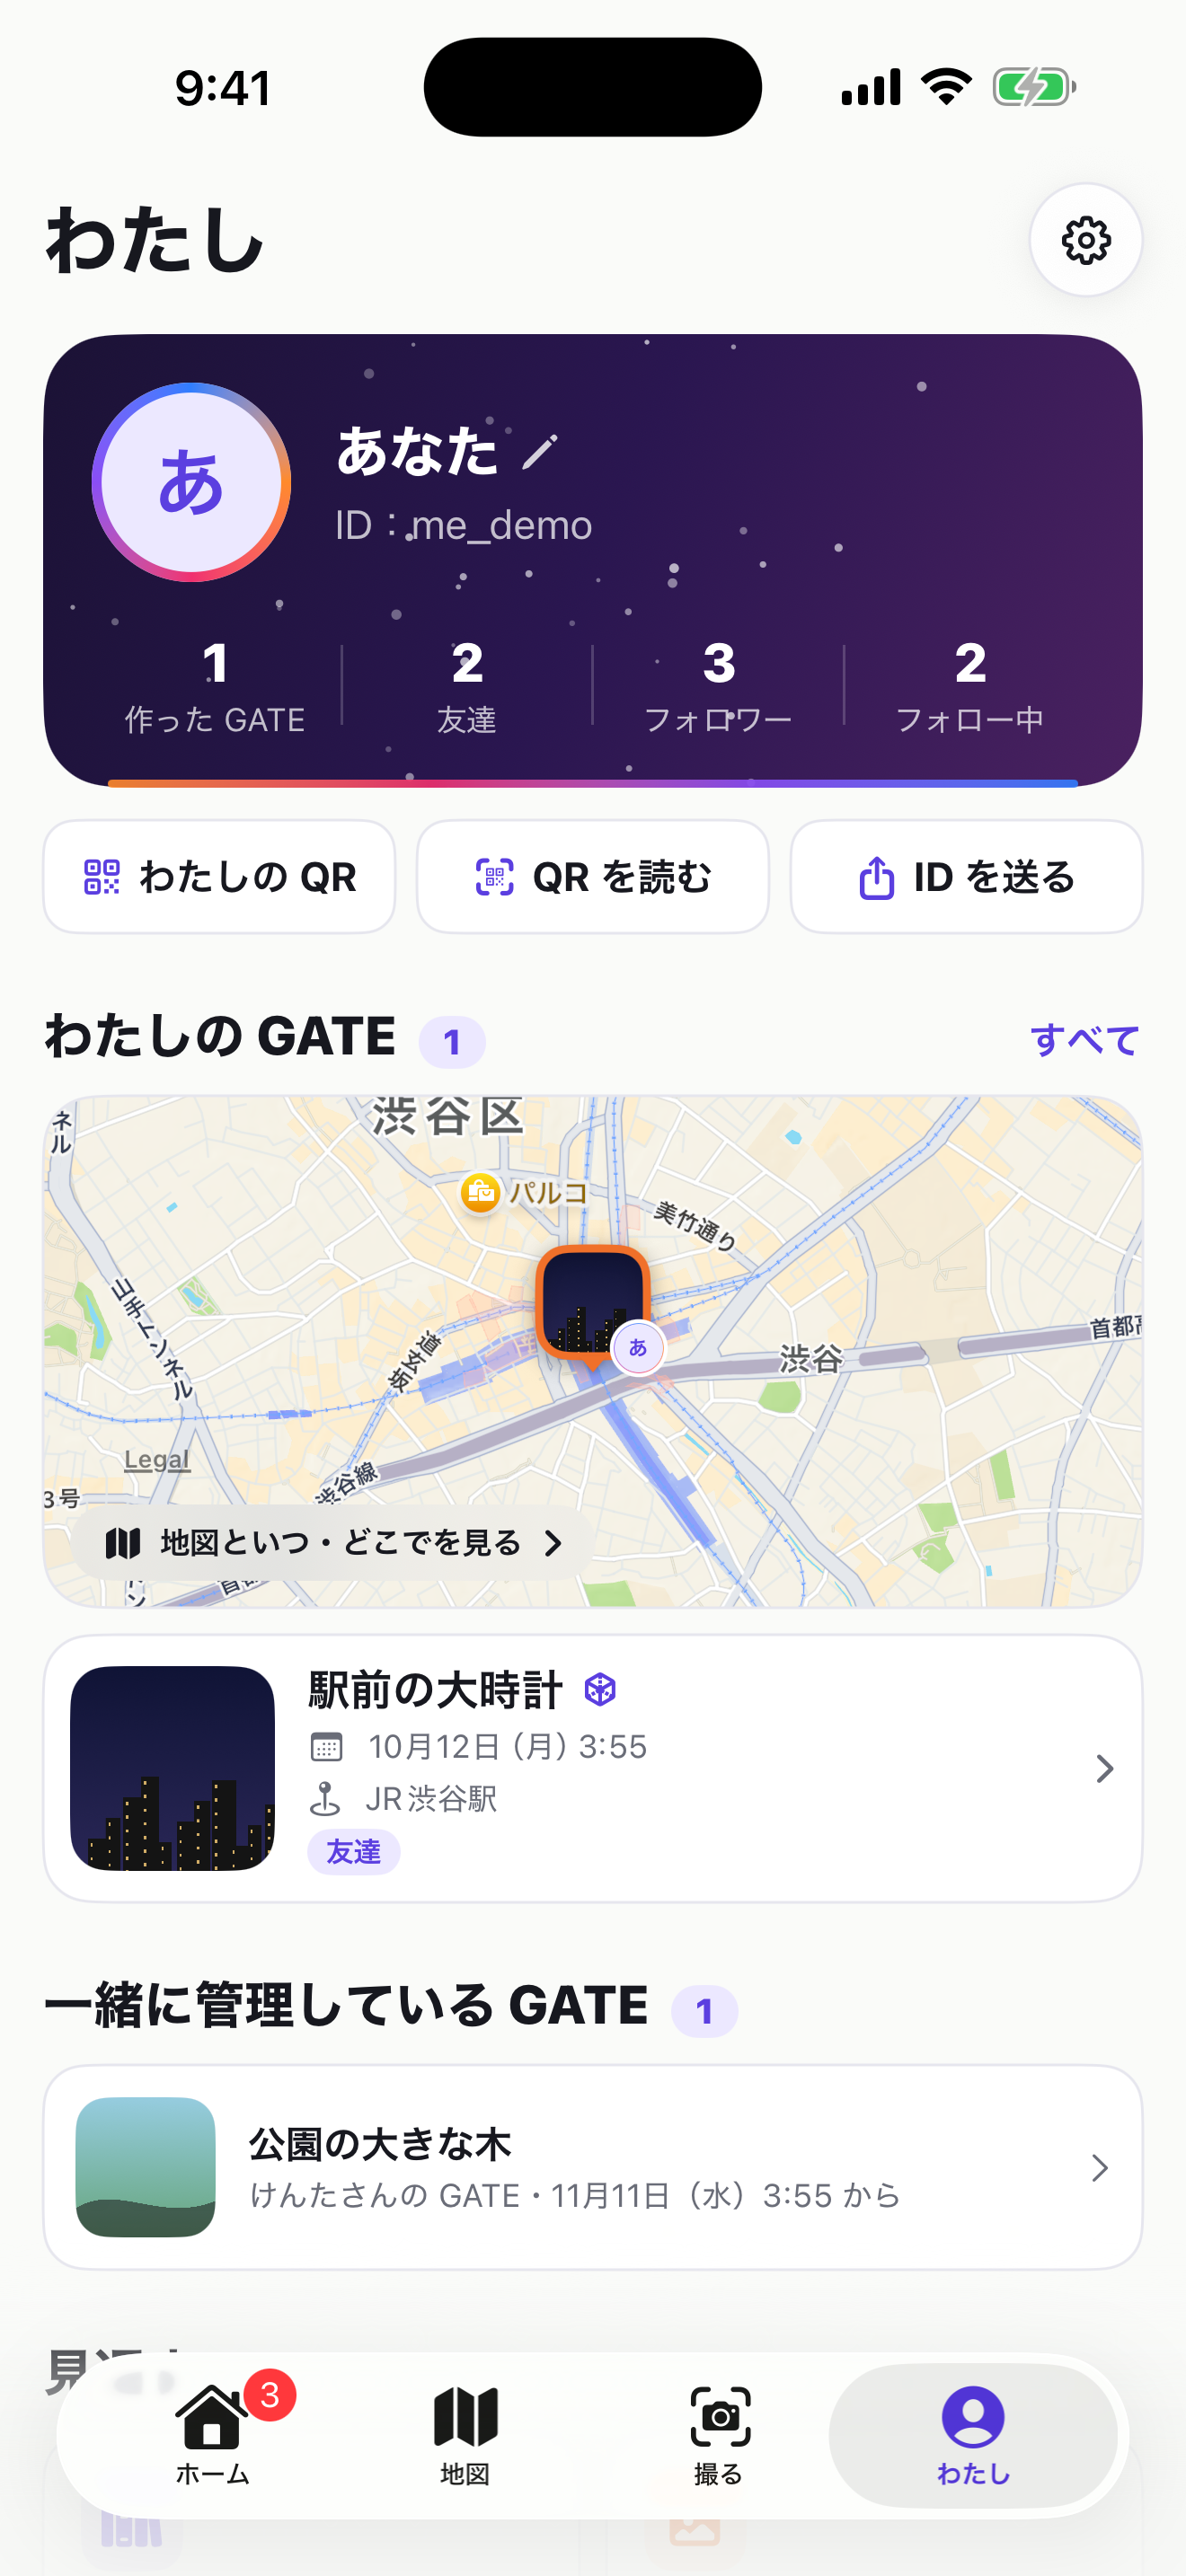 9:41
わたし
あ
あなた
ID：me_demo
1
作った GATE
2
友達
3
フォロワー
2
フォロー中
わたしの QR
QR を読む
ID を送る
わたしの GATE 1
すべて
渋谷区
ネル
パルコ
美竹通り
山手トンネル
道玄坂
あ
渋谷
首都高
Legal
渋谷線
3号
地図といつ・どこでを見る
駅前の大時計
10月12日（月）3:55
JR 渋谷駅
友達
一緒に管理している GATE 1
公園の大きな木
けんたさんの GATE・11月11日（水）3:55 から
3
ホーム
地図
撮る
わたし